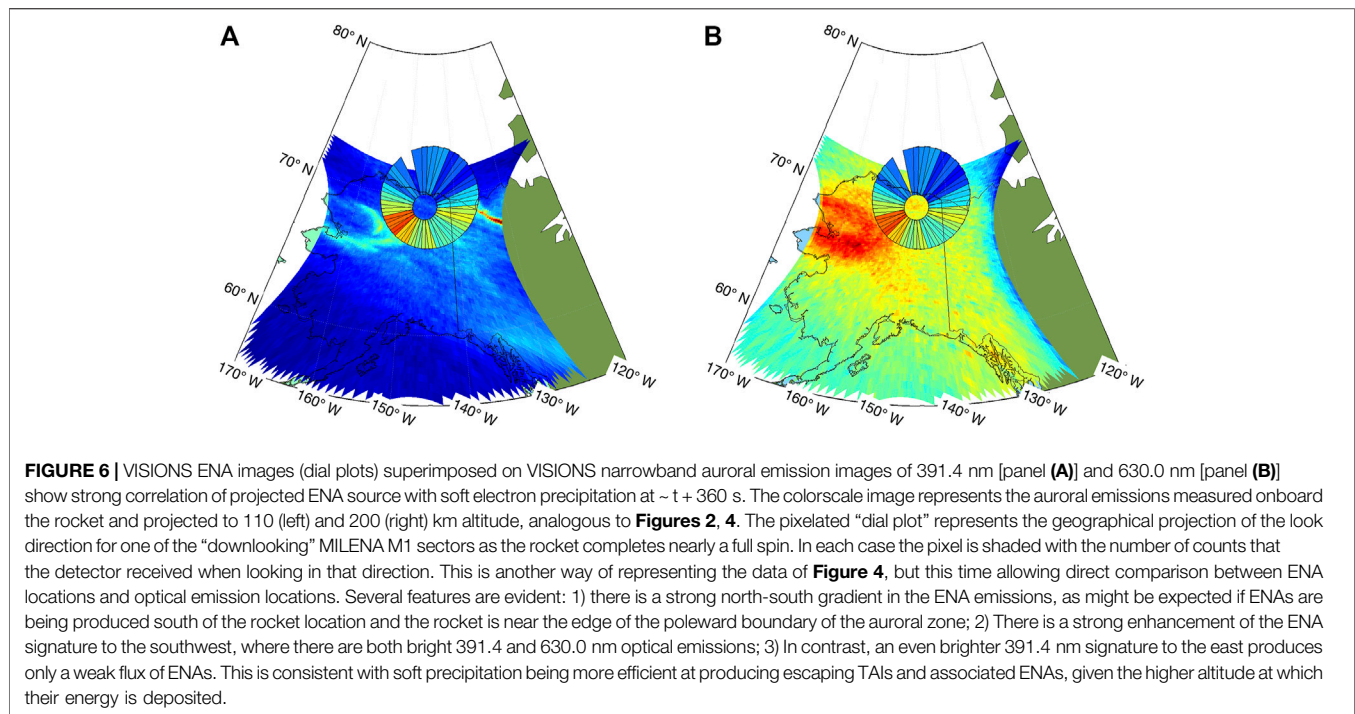 A
B
80° N
80° N
70° N
70° N
60° N
60° N
170° W
160° W
150° W
140° W
130° W
120° W
170° W
160° W
150° W
140° W
130° W
120° W
FIGURE 6 | VISIONS ENA images (dial plots) superimposed on VISIONS narrowband auroral emission images of 391.4 nm [panel (A)] and 630.0 nm [panel (B)]
show strong correlation of projected ENA source with soft electron precipitation at ~ t + 360 s. The colorscale image represents the auroral emissions measured onboard
the rocket and projected to 110 (left) and 200 (right) km altitude, analogous to Figures 2, 4. The pixelated “dial plot” represents the geographical projection of the look
direction for one of the “downlooking” MILENA M1 sectors as the rocket completes nearly a full spin. In each case the pixel is shaded with the number of counts that
the detector received when looking in that direction. This is another way of representing the data of Figure 4, but this time allowing direct comparison between ENA
locations and optical emission locations. Several features are evident: 1) there is a strong north-south gradient in the ENA emissions, as might be expected if ENAs are
being produced south of the rocket location and the rocket is near the edge of the poleward boundary of the auroral zone; 2) There is a strong enhancement of the ENA
signature to the southwest, where there are both bright 391.4 and 630.0 nm optical emissions; 3) In contrast, an even brighter 391.4 nm signature to the east produces
only a weak flux of ENAs. This is consistent with soft precipitation being more efficient at producing escaping TAIs and associated ENAs, given the higher altitude at which
their energy is deposited.